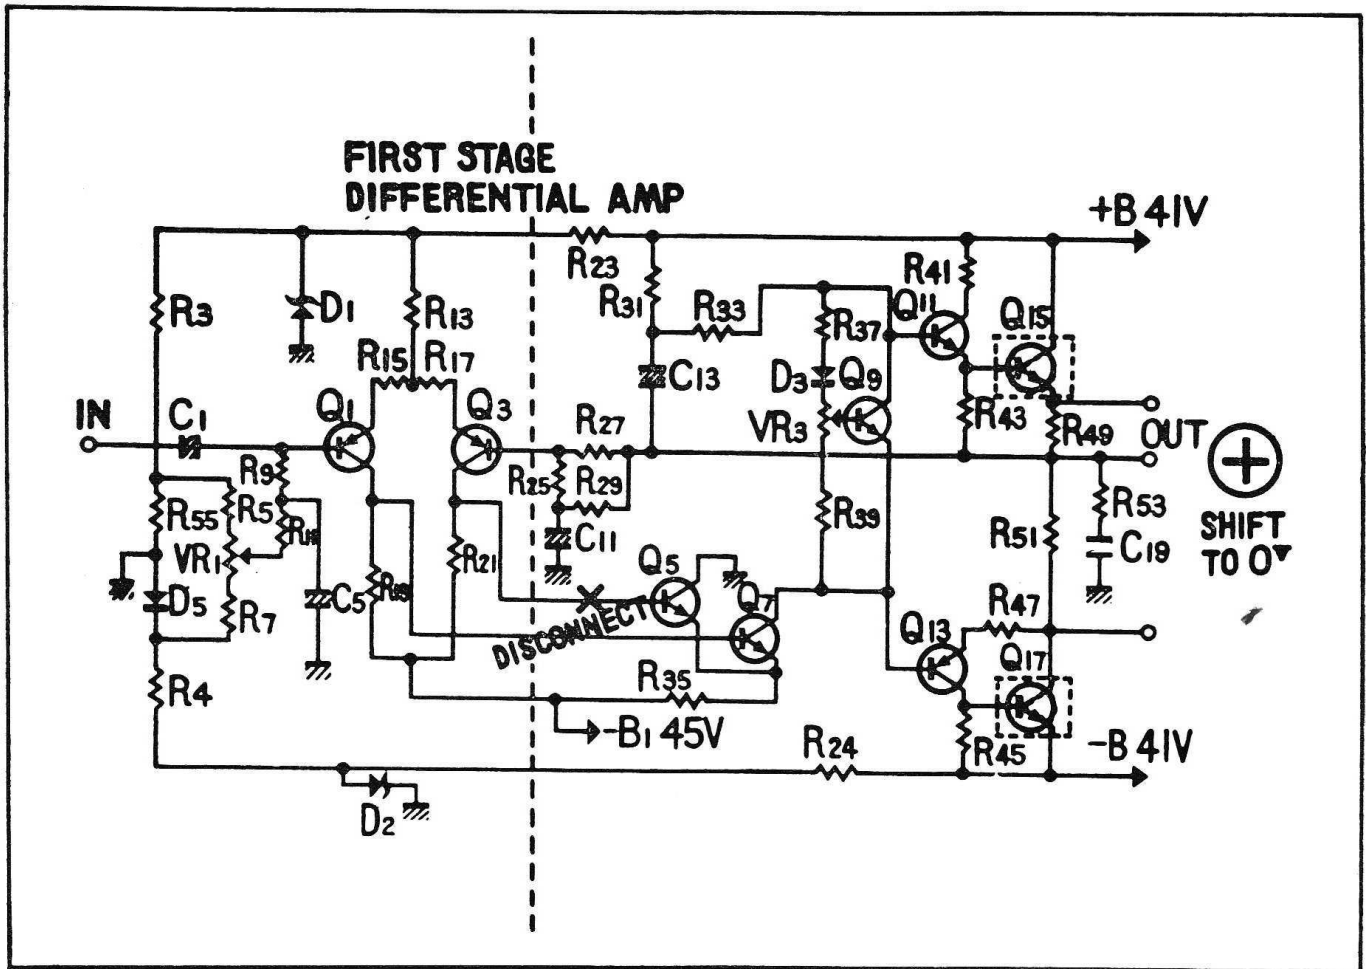 FIRST STAGE
DIFFERENTIAL AMP
+B 41V
R23
R41
R31
R33
Q11
Q15
R3
D1
R13
R37
R15
R17
C13
D3
Q9
IN
C1
Q1
Q3
R27
VR3
R43
R49
OUT
R9
R25
R29
R5
R55
R39
R53
SHIFT
TO 0V
VR1
C11
R51
C19
R21
Q5
D5
C5
R19
Q7
R7
DISCONNECT
R47
Q13
R35
Q17
R4
-B1 45V
R24
R45
-B 41V
D2